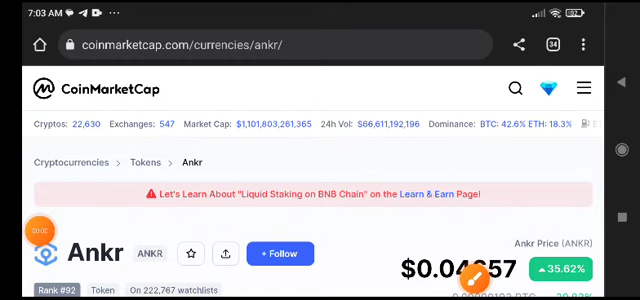 7:03 AM
34
coinmarketcap.com/currencies/ankr/
CoinMarketCap
Cryptos: 22,630 Exchanges: 547 Market Cap: $1,101,803,261,365 24h Vol: $66,611,192,196 Dominance: BTC: 42.6% ETH: 18.3%
Cryptocurrencies > Tokens > Ankr
Let's Learn About "Liquid Staking on BNB Chain" on the Learn & Earn Page!
00:00
Ankr ANKR + Follow
Ankr Price (ANKR)
35.62%
Rank #92 Token On 222,767 watchlists